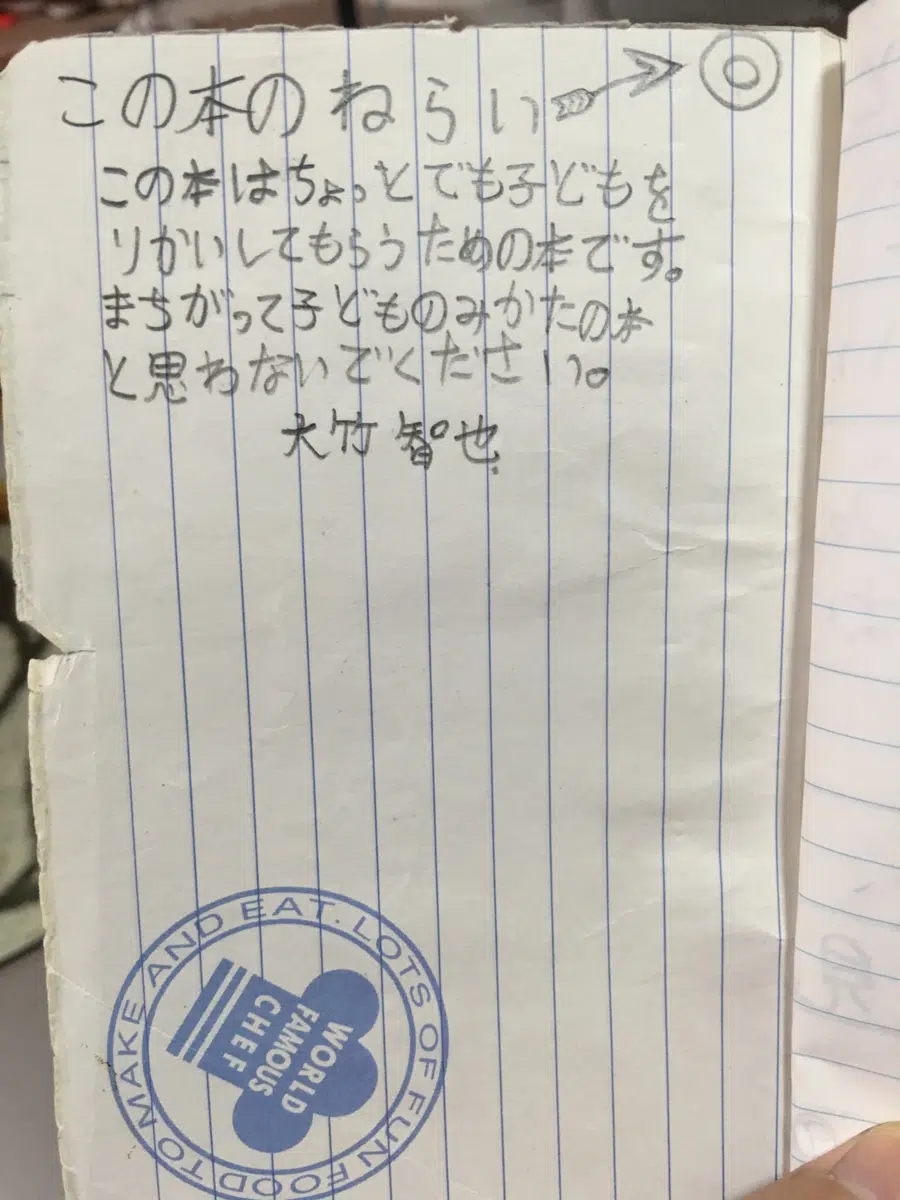 この本のねらい
この本はちょっとでも子どもを
りかいしてもらうための本です。
まちがって子どものみかたの本
と思わないでください。
大竹智也
WORLD
FAMOUS
CHEF
FOOD TO MAKE AND EAT. LOTS OF FUN